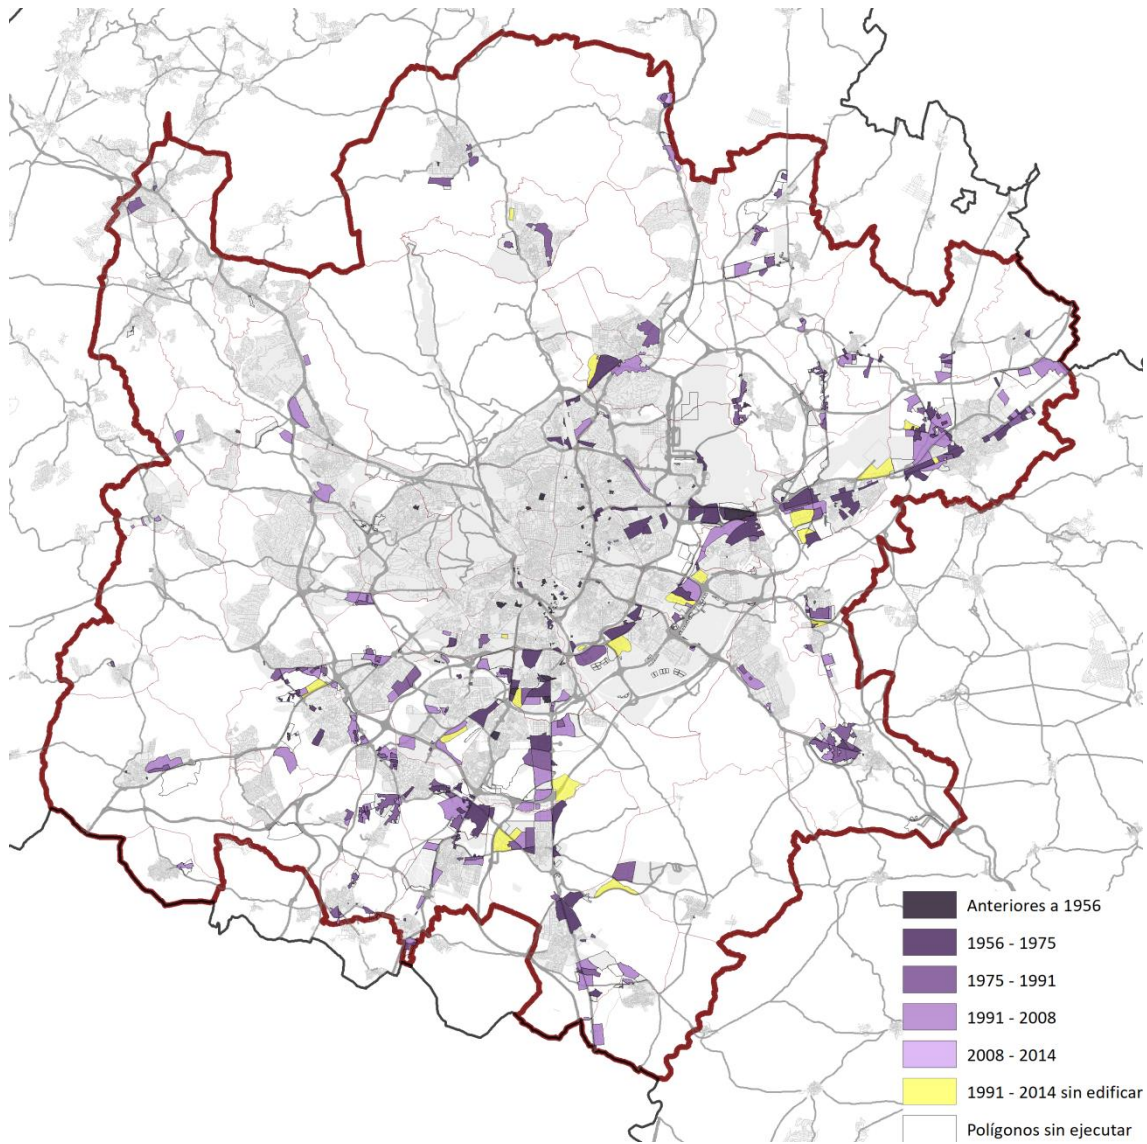 Anteriores a 1956
1956 - 1975
1975 - 1991
1991 - 2008
2008 - 2014
1991 - 2014 sin edificar
Polígonos sin ejecutar